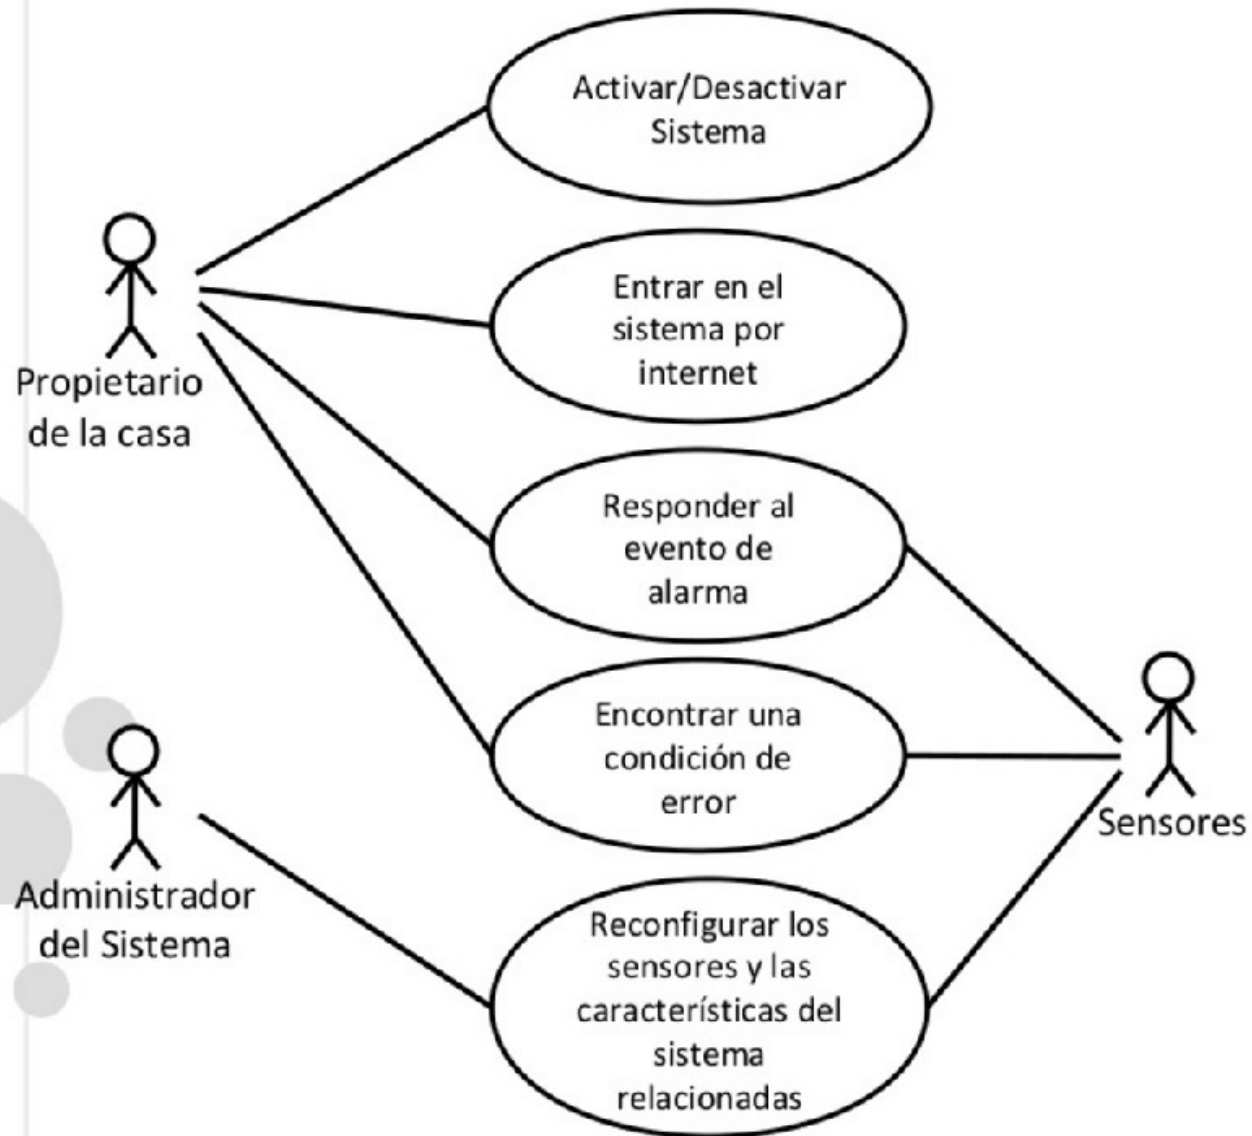 Activar/Desactivar
Sistema
Entrar en el
sistema por
internet
Propietario
de la casa
Responder al
evento de
alarma
Encontrar una
condición de
error
Sensores
Administrador
del Sistema
Reconfigurar los
sensores y las
características del
sistema
relacionadas